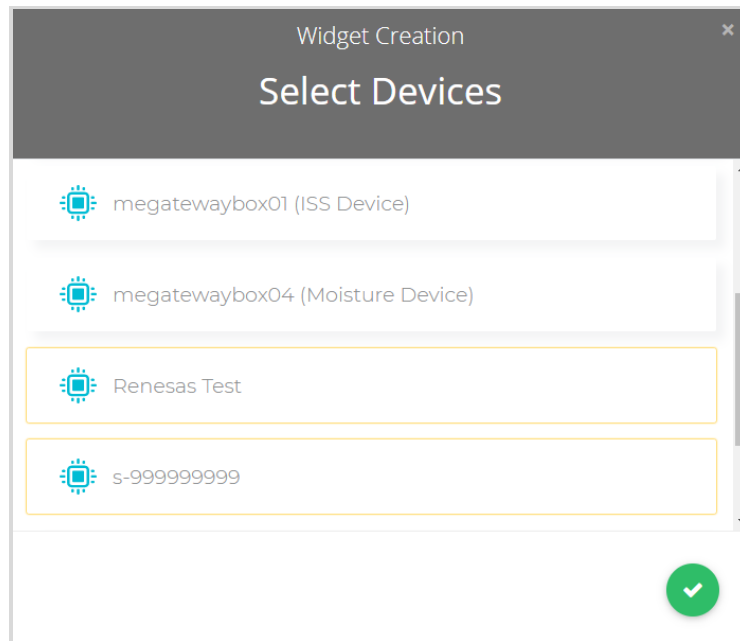 Widget Creation
Select Devices
megatewaybox01 (ISS Device)
megatewaybox04 (Moisture Device)
Renesas Test
s-999999999